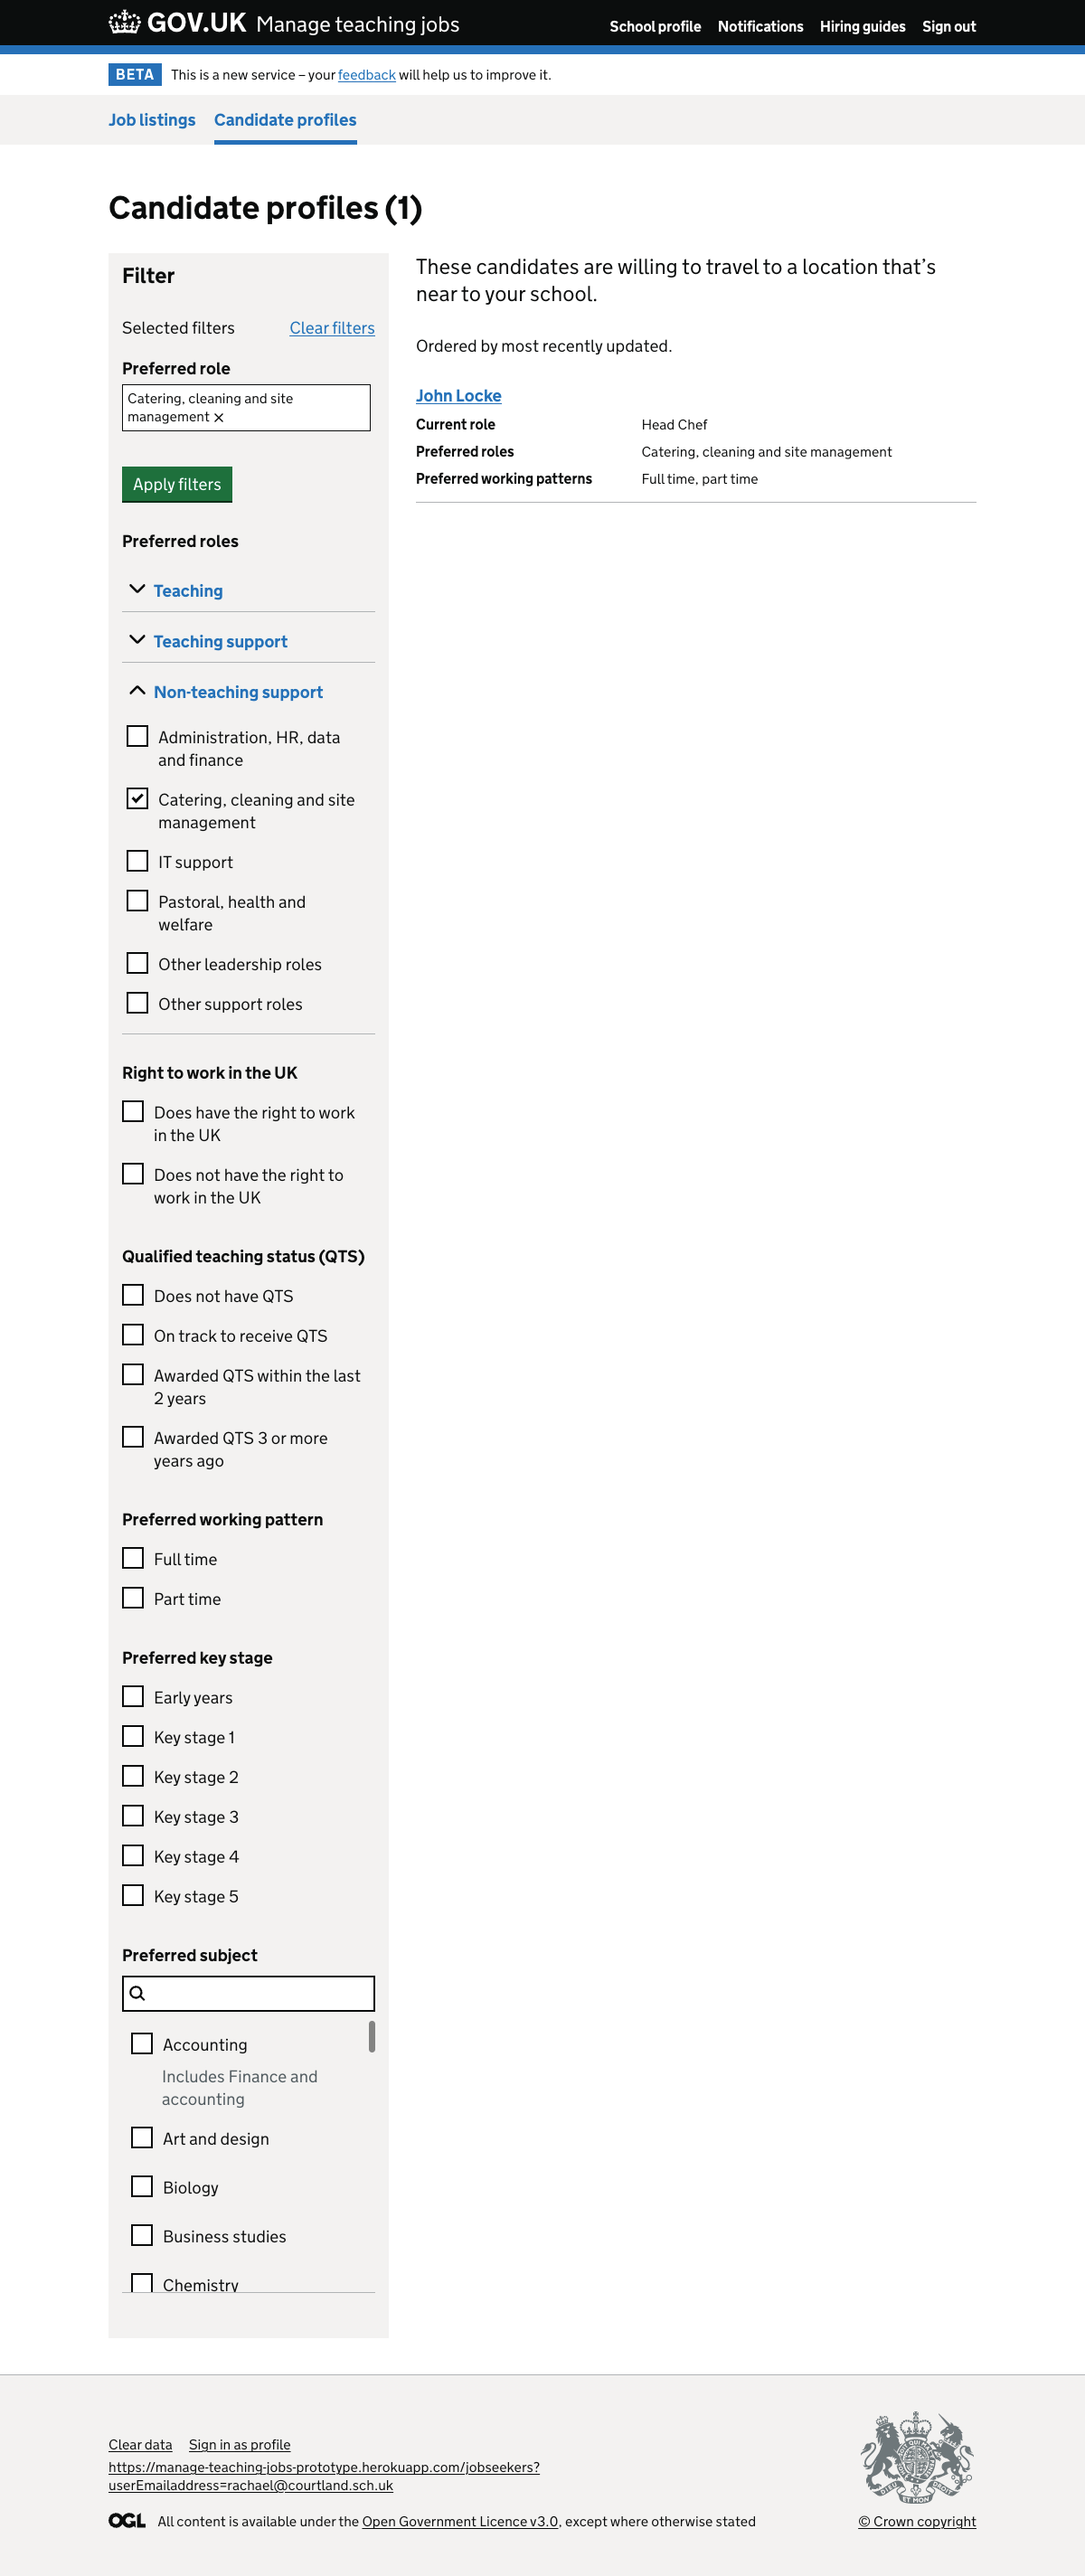 GOV.UK Manage teaching jobs
School profile Notifications Hiring guides Sign out
BETA This is a new service – your feedback will help us to improve it.
Job listings Candidate profiles
Candidate profiles (1)
Filter
Selected filters Clear filters
Preferred role
Catering, cleaning and site
management
Apply filters
Preferred roles
Teaching
Teaching support
Non-teaching support
Administration, HR, data
and finance
Catering, cleaning and site
management
IT support
Pastoral, health and
welfare
Other leadership roles
Other support roles
Right to work in the UK
Does have the right to work
in the UK
Does not have the right to
work in the UK
Qualified teaching status (QTS)
Does not have QTS
On track to receive QTS
Awarded QTS within the last
2 years
Awarded QTS 3 or more
years ago
Preferred working pattern
Full time
Part time
Preferred key stage
Early years
Key stage 1
Key stage 2
Key stage 3
Key stage 4
Key stage 5
Preferred subject
Accounting
Includes Finance and
accounting
Art and design
Biology
Business studies
Chemistry
These candidates are willing to travel to a location that’s
near to your school.
Ordered by most recently updated.
John Locke
Current role Head Chef
Preferred roles Catering, cleaning and site management
Preferred working patterns Full time, part time
Clear data Sign in as profile
https://manage-teaching-jobs-prototype.herokuapp.com/jobseekers?
userEmailaddress=rachael@courtland.sch.uk
OGL All content is available under the Open Government Licence v3.0, except where otherwise stated
© Crown copyright